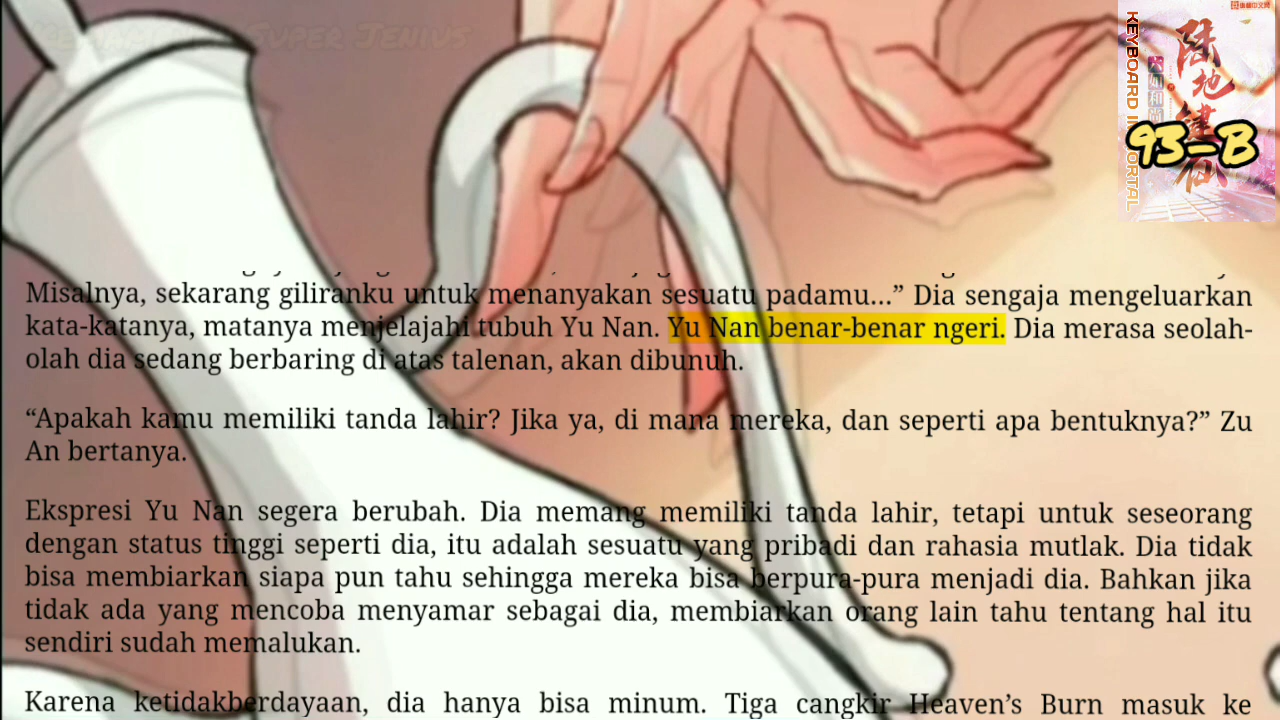 SUPER JENIUS
KEYBOARD IMMORTAL
陆地键仙
93-B
Misalnya, sekarang giliranku untuk menanyakan sesuatu padamu...” Dia sengaja mengeluarkan
kata-katanya, matanya menjelajahi tubuh Yu Nan. Yu Nan benar-benar ngeri. Dia merasa seolah-
olah dia sedang berbaring di atas talenan, akan dibunuh.
“Apakah kamu memiliki tanda lahir? Jika ya, di mana mereka, dan seperti apa bentuknya?” Zu
An bertanya.
Ekspresi Yu Nan segera berubah. Dia memang memiliki tanda lahir, tetapi untuk seseorang
dengan status tinggi seperti dia, itu adalah sesuatu yang pribadi dan rahasia mutlak. Dia tidak
bisa membiarkan siapa pun tahu sehingga mereka bisa berpura-pura menjadi dia. Bahkan jika
tidak ada yang mencoba menyamar sebagai dia, membiarkan orang lain tahu tentang hal itu
sendiri sudah memalukan.
Karena ketidakberdayaan, dia hanya bisa minum. Tiga cangkir Heaven’s Burn masuk ke